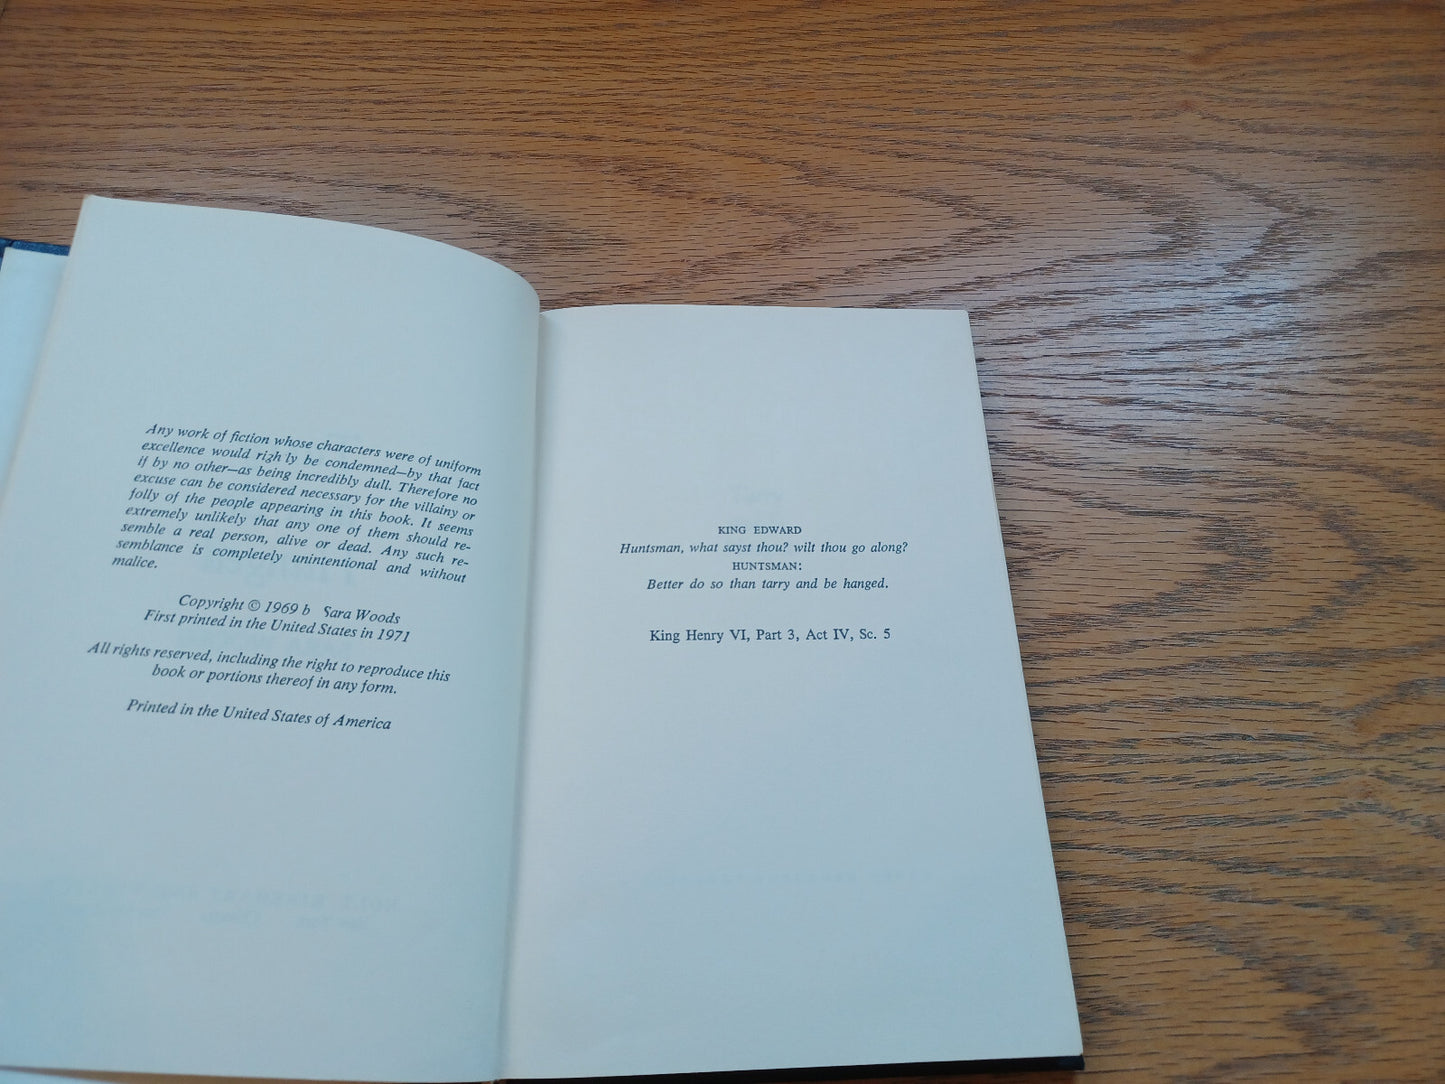 Any work of fiction whose characters were of uniform
excellence would righ ly be condemned—by that fact
if by no other—as being incredibly dull. Therefore no
excuse can be considered necessary for the villainy or
folly of the people appearing in this book. It seems
extremely unlikely that any one of them should re-
semble a real person, alive or dead. Any such re-
semblance is completely unintentional and without
malice.
Copyright © 1969 b Sara Woods
First printed in the United States in 1971
All rights reserved, including the right to reproduce this
book or portions thereof in any form.
Printed in the United States of America
KING EDWARD
Huntsman, what sayst thou? wilt thou go along?
HUNTSMAN:
Better do so than tarry and be hanged.
King Henry VI, Part 3, Act IV, Sc. 5